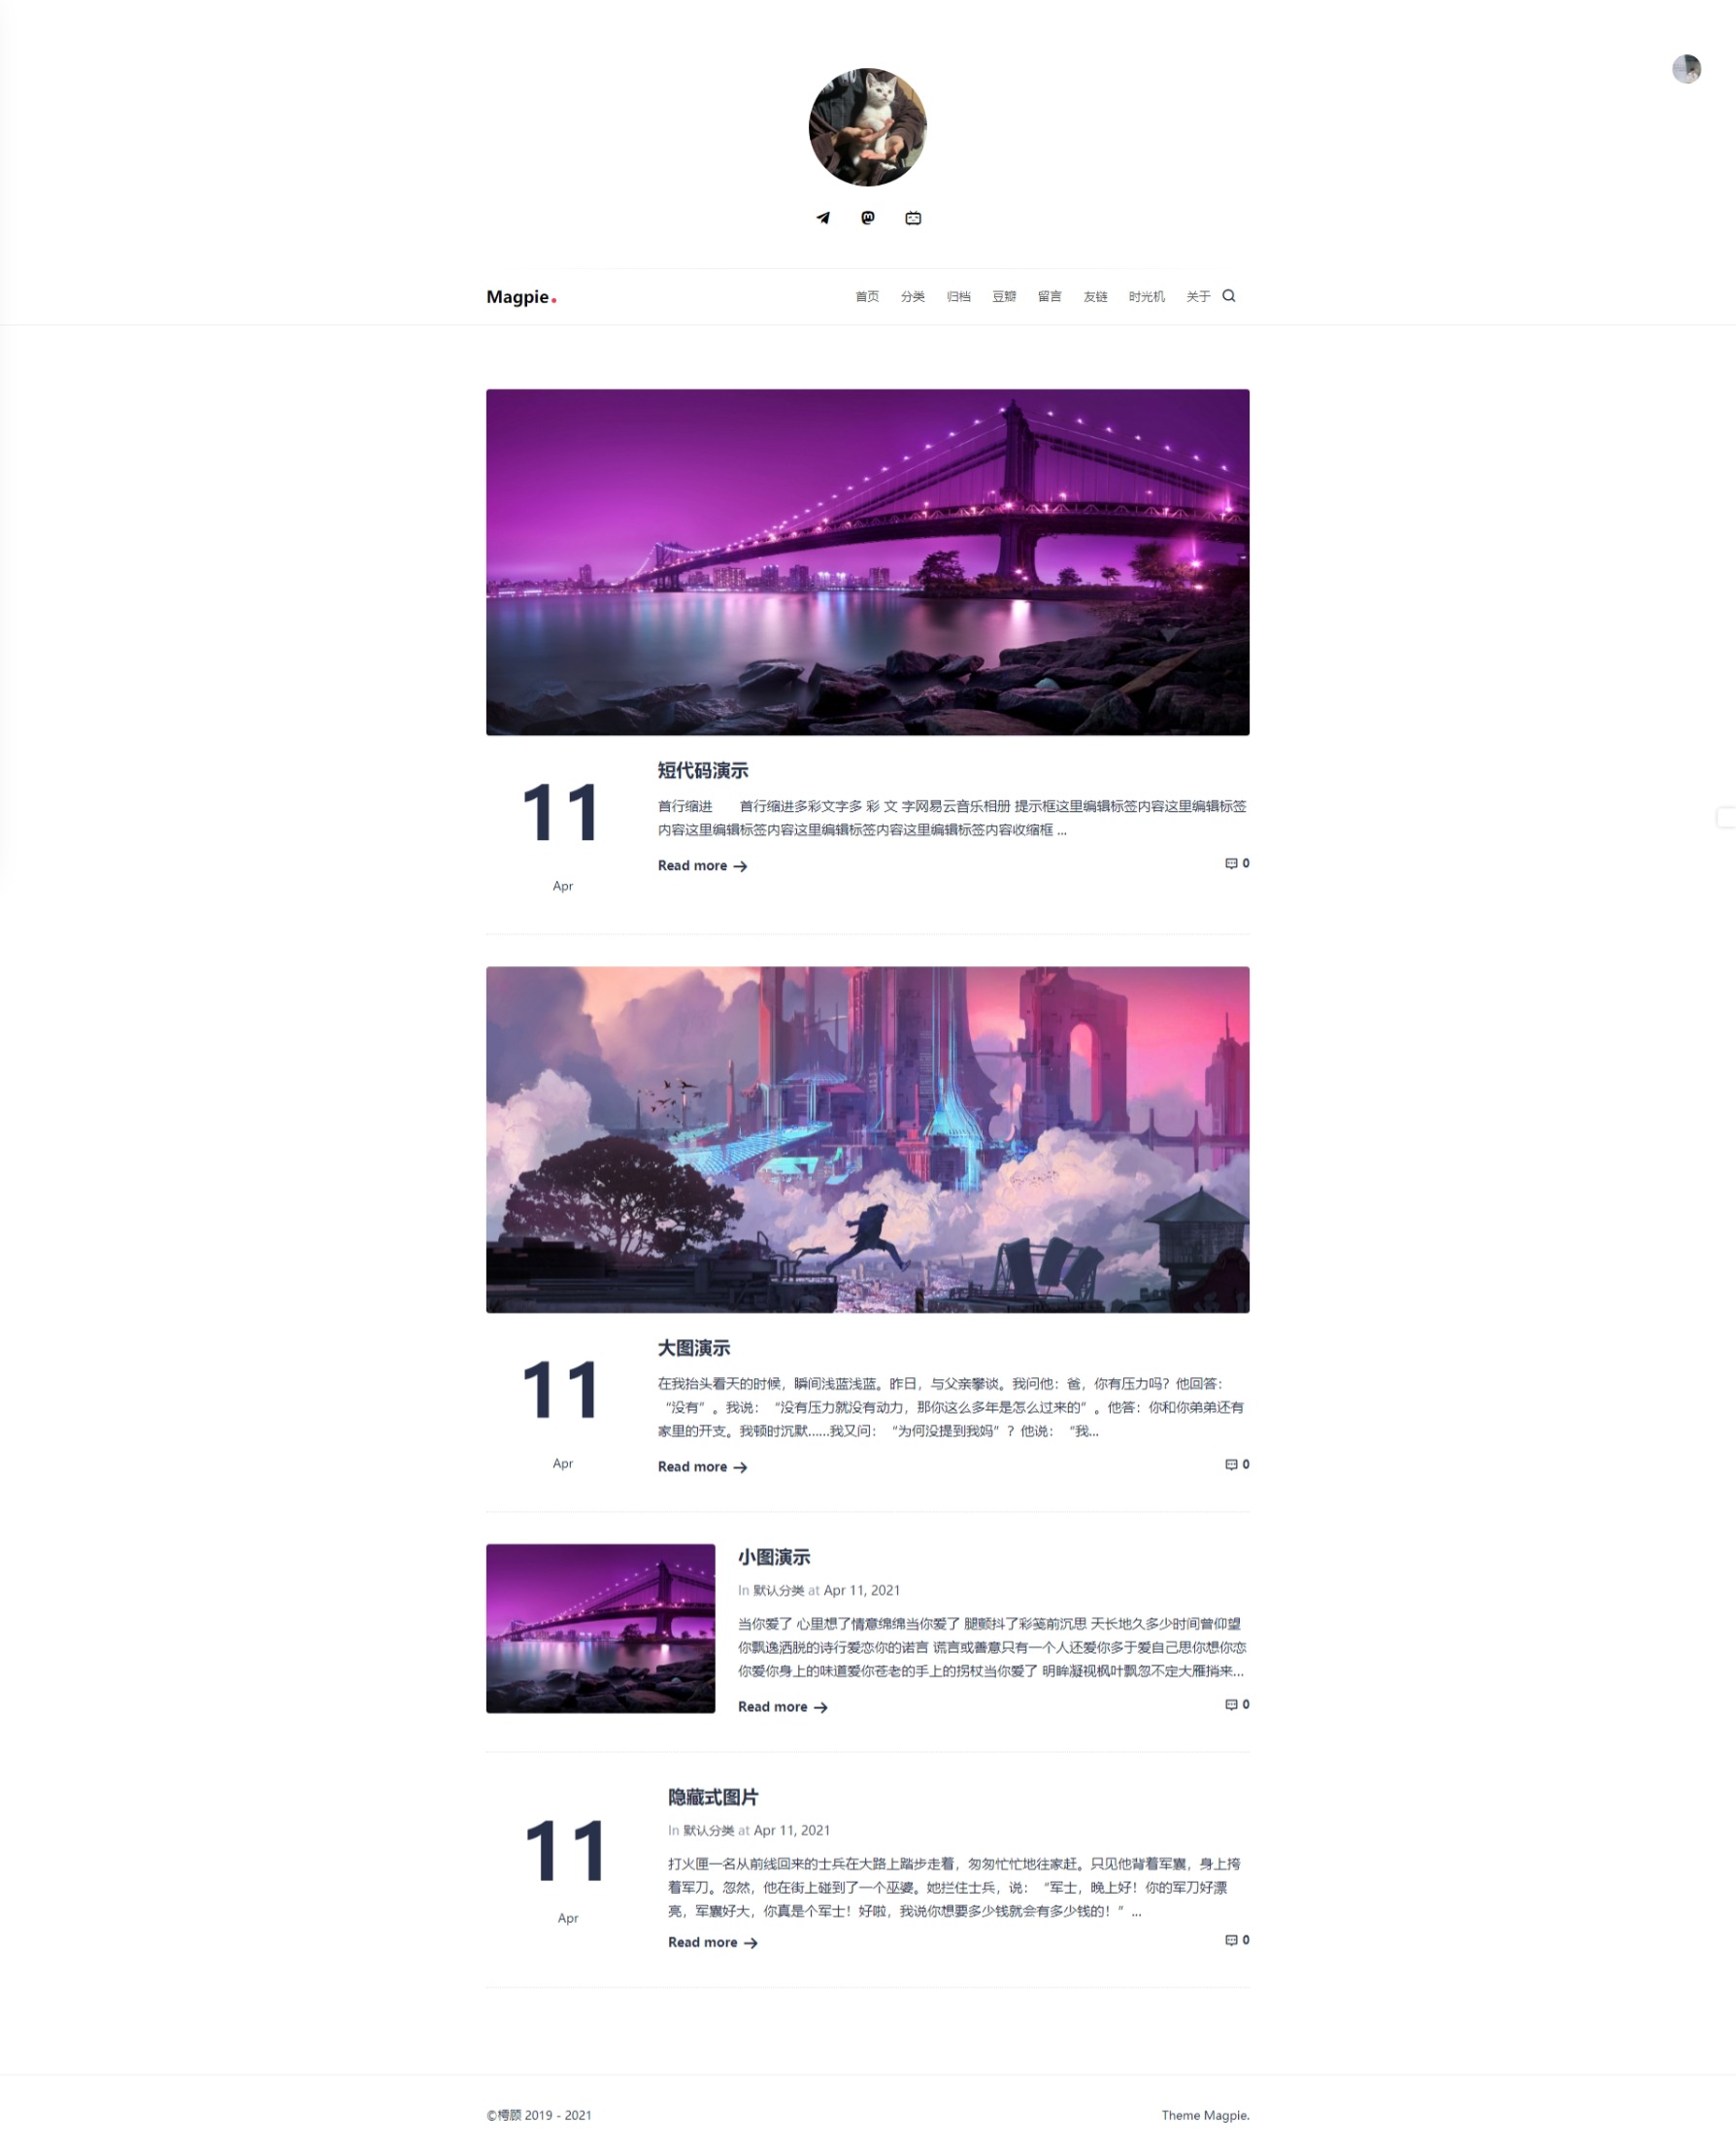 Magpie.
首页 分类 归档 豆瓣 留言 友链 时光机 关于
11
Apr
短代码演示
首行缩进  首行缩进多彩文字多 彩 文 字网易云音乐相册 提示框这里编辑标签内容这里编辑标签
内容这里编辑标签内容这里编辑标签内容这里编辑标签内容收缩框 ...
Read more → 0
11
Apr
大图演示
在我抬头看天的时候，瞬间浅蓝浅蓝。昨日，与父亲攀谈。我问他：爸，你有压力吗？他回答：
“没有”。我说：“没有压力就没有动力，那你这么多年是怎么过来的”。他答：你和你弟弟还有
家里的开支。我顿时沉默……我又问：“为何没提到我妈”？他说：“我...
Read more → 0
小图演示
In 默认分类 at Apr 11, 2021
当你爱了 心里想了情意绵绵当你爱了 腿颤抖了彩笺前沉思 天长地久多少时间曾仰望
你飘逸洒脱的诗行爱恋你的诺言 谎言或善意只有一个人还爱你多于爱自己思你想你恋
你爱你身上的味道爱你苍老的手上的拐杖当你爱了 明眸凝视枫叶飘忽不定大雁捎来...
Read more → 0
11
Apr
隐藏式图片
In 默认分类 at Apr 11, 2021
打火匣一名从前线回来的士兵在大路上踏步走着，匆匆忙忙地往家赶。只见他背着军囊，身上挎
着军刀。忽然，他在街上碰到了一个巫婆。她拦住士兵，说：“军士，晚上好！你的军刀好漂
亮，军囊好大，你真是个军士！好啦，我说你想要多少钱就会有多少钱的！” ...
Read more → 0
2019 - 2021
Theme Magpie.